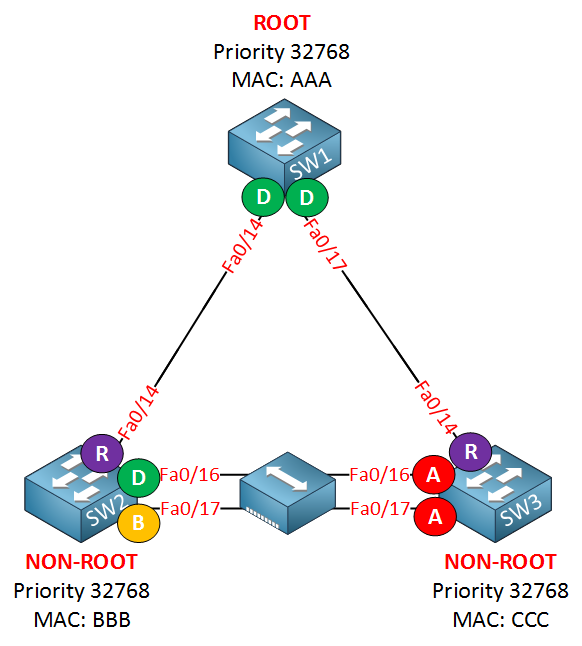 ROOT
Priority 32768
MAC: AAA
SW1
D
D
Fa0/14
Fa0/17
Fa0/14
Fa0/14
R
R
D
Fa0/16
Fa0/16
A
SW2
B
Fa0/17
Fa0/17
A
SW3
NON-ROOT
Priority 32768
MAC: BBB
NON-ROOT
Priority 32768
MAC: CCC